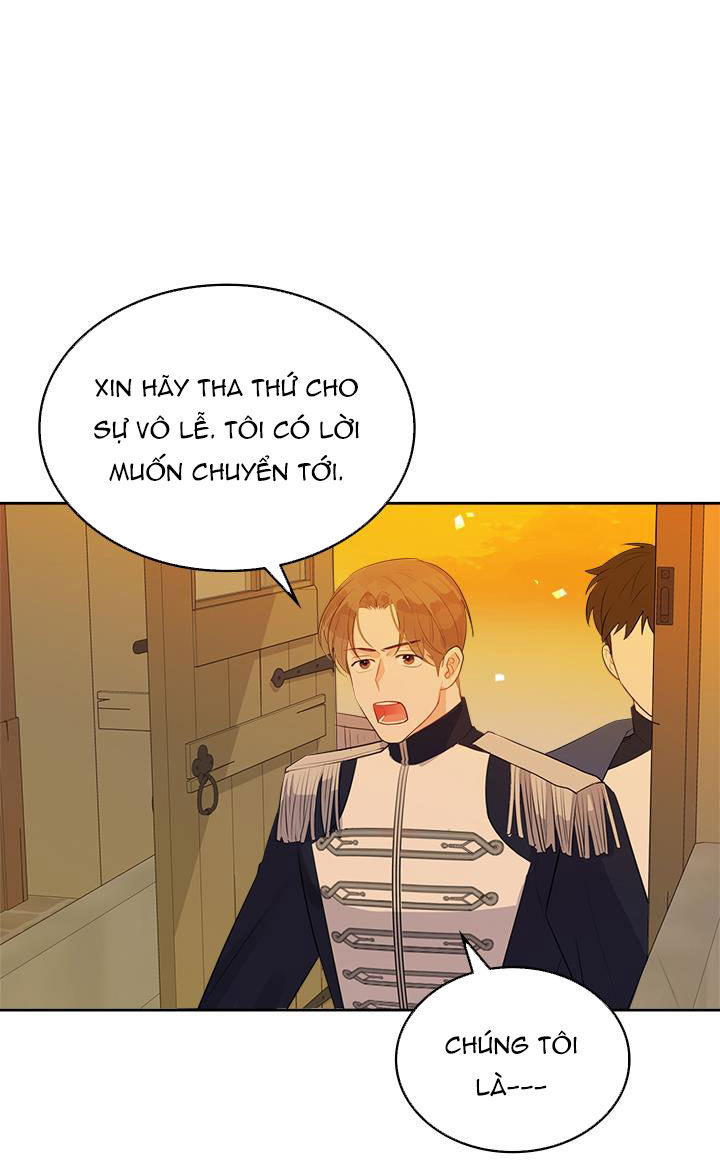 XIN HÃY THA THỨ CHO
SỰ VÔ LỄ. TÔI CÓ LỜI
MUỐN CHUYỂN TỚI.
CHÚNG TÔI
LÀ---